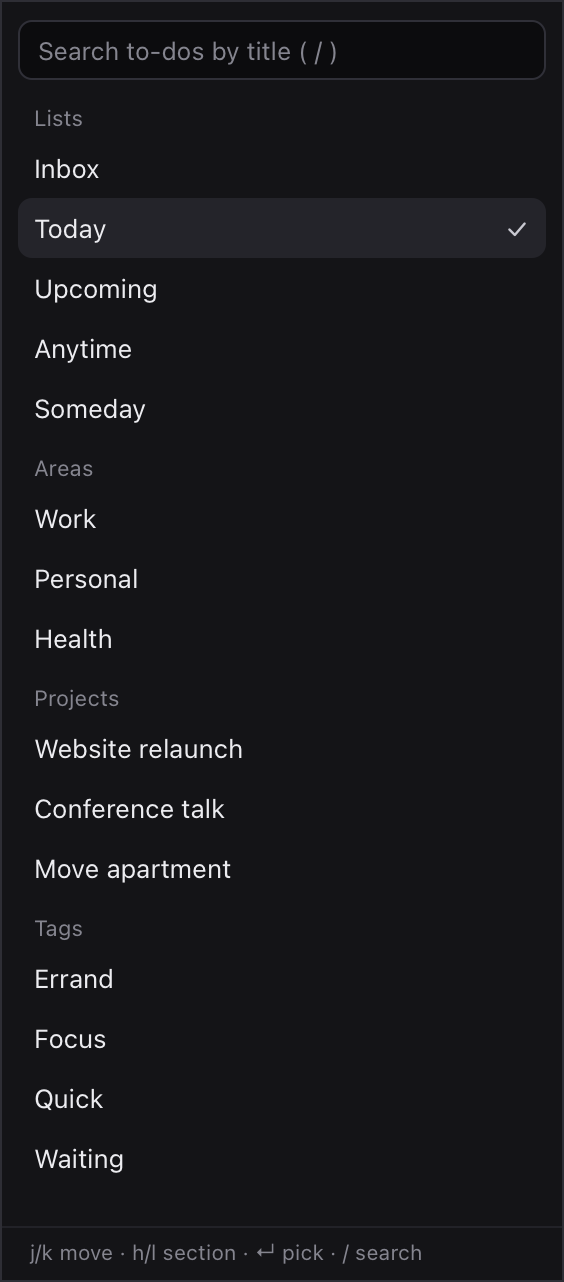 Search to-dos by title ( / )
Lists
Inbox
Today
Upcoming
Anytime
Someday
Areas
Work
Personal
Health
Projects
Website relaunch
Conference talk
Move apartment
Tags
Errand
Focus
Quick
Waiting
j/k move · h/l section · ↵ pick · / search